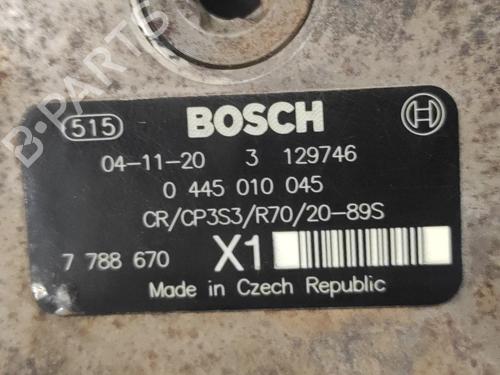 515 BOSCH
04-11-20 3 129746
0 445 010 045
CR/CP3S3/R70/20-89S
7 788 670 X1
Made in Czech Republic
B-PARTS